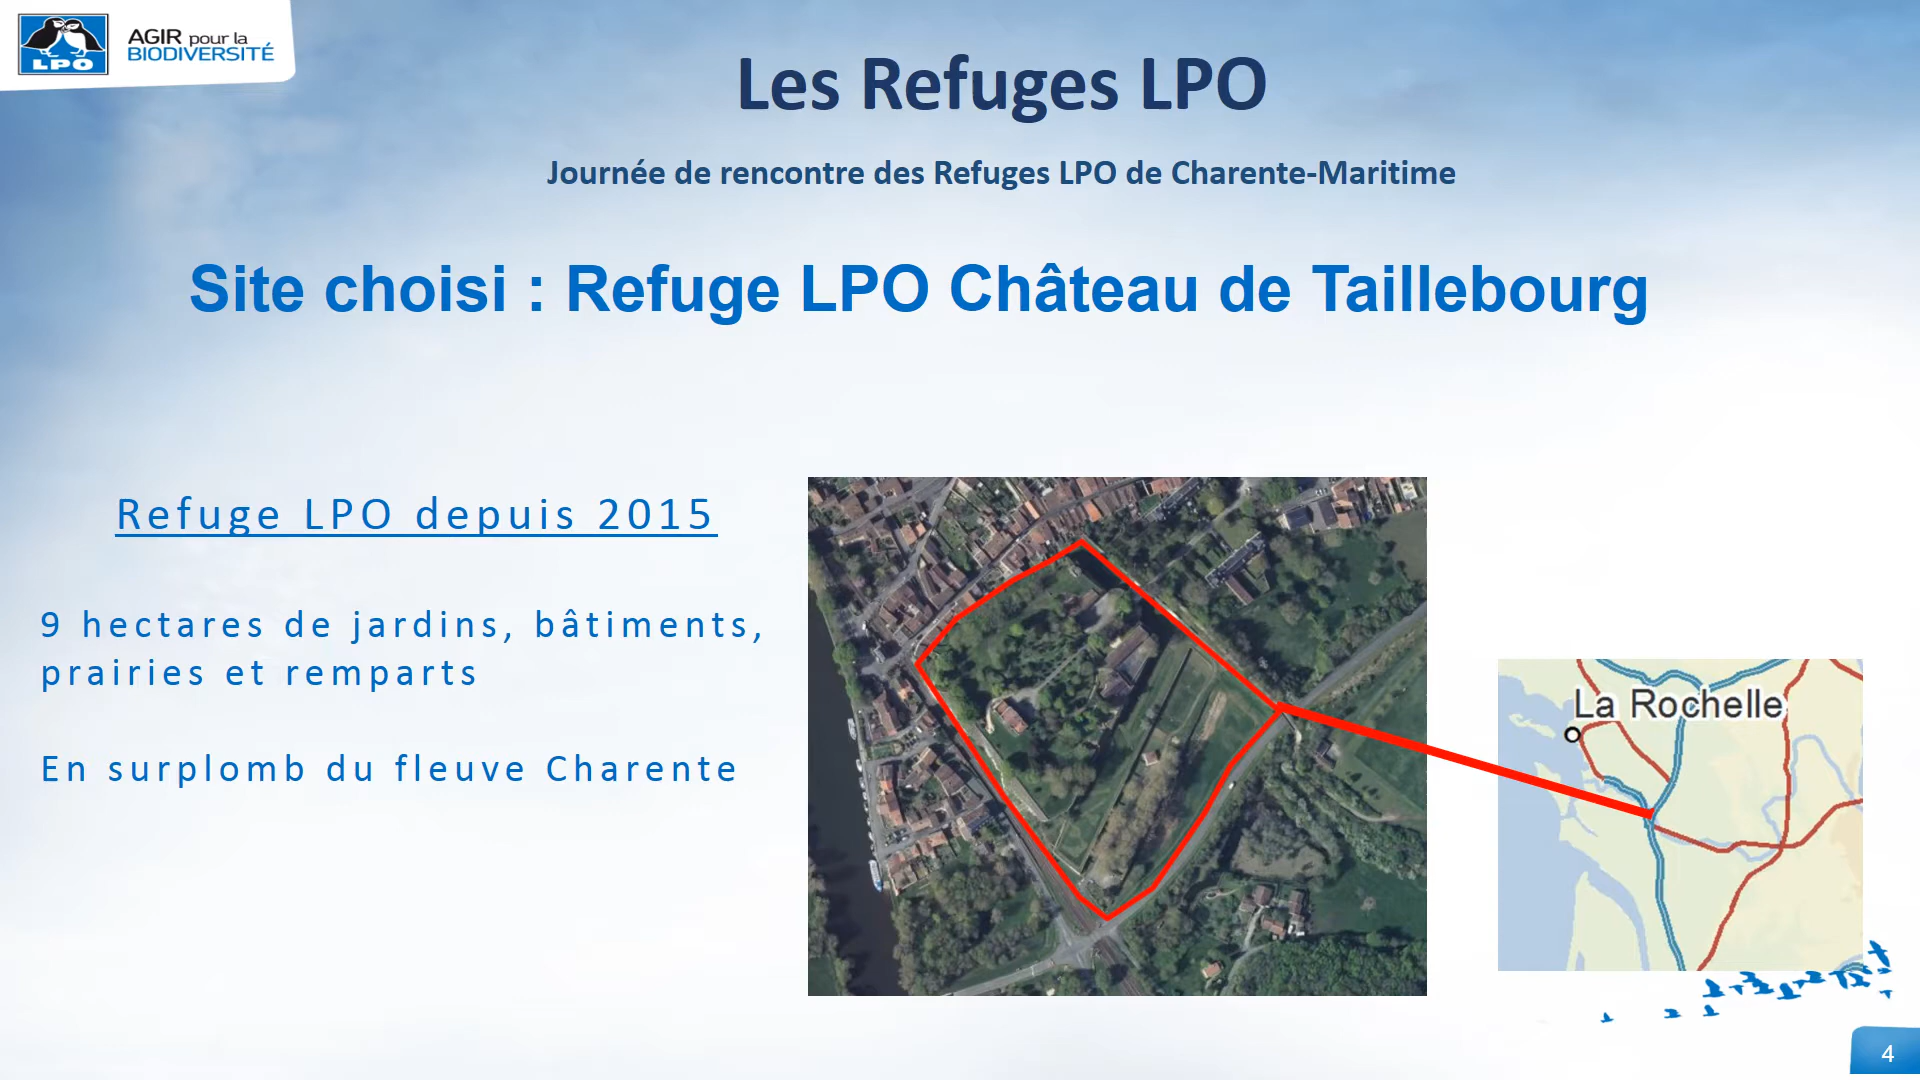 LPO
AGIR pour la
BIODIVERSITÉ
Les Refuges LPO
Journée de rencontre des Refuges LPO de Charente-Maritime
Site choisi : Refuge LPO Château de Taillebourg
Refuge LPO depuis 2015
9 hectares de jardins, bâtiments,
prairies et remparts
En surplomb du fleuve Charente
La Rochelle
4